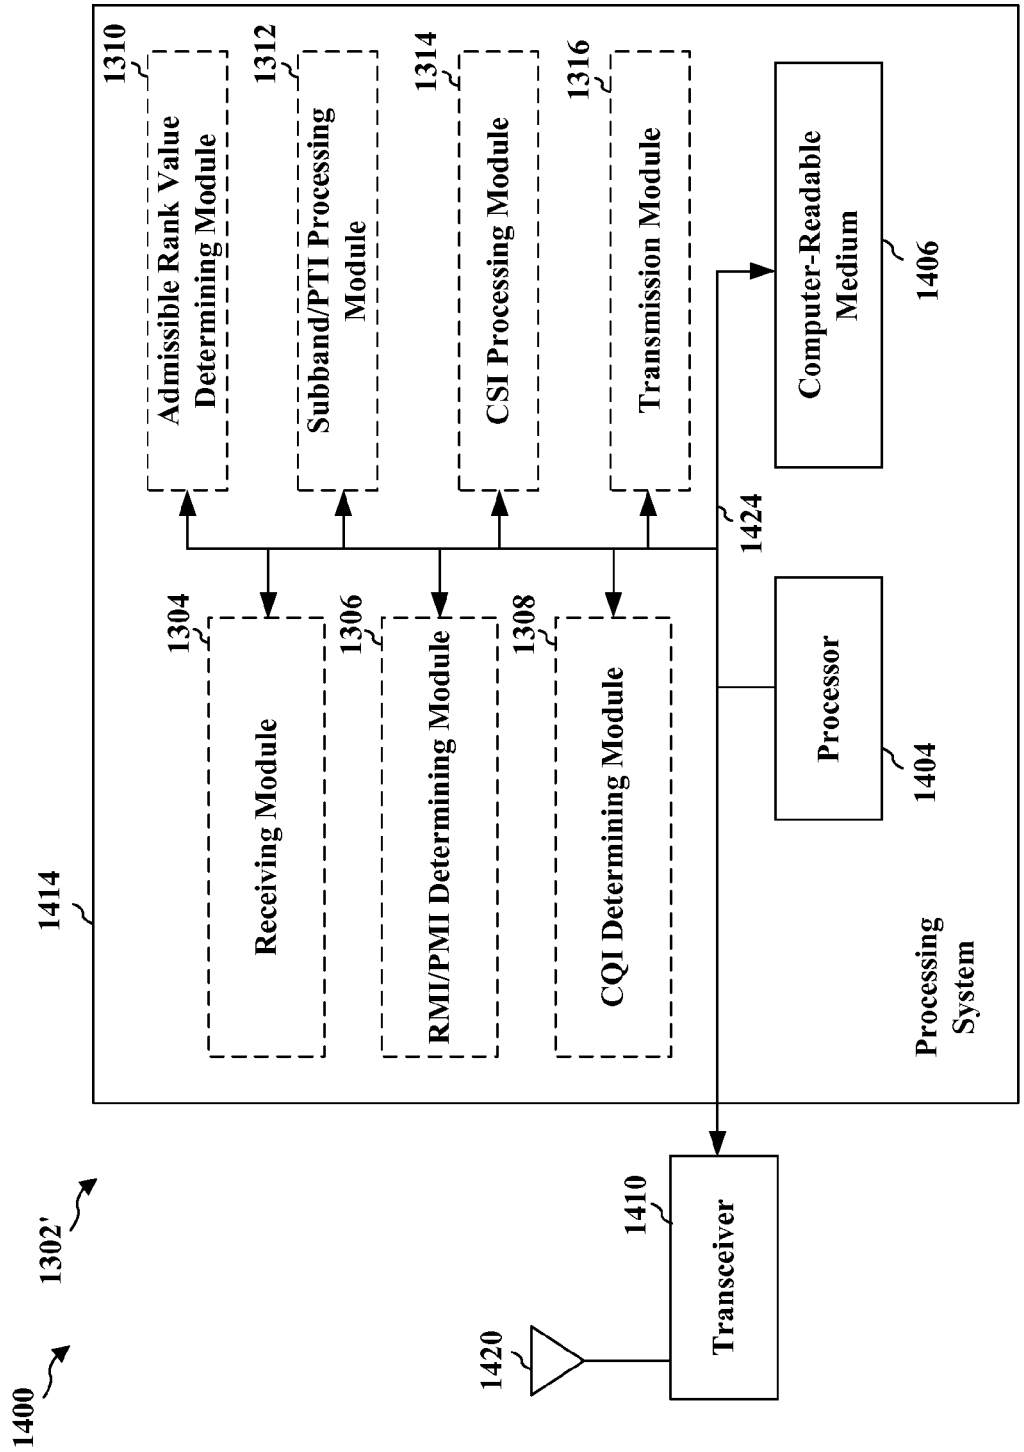 1400
1302'
1414
1304
Receiving Module
1306
RMI/PMI Determining Module
1308
CQI Determining Module
1310
Admissible Rank Value
Determining Module
1312
Subband/PTI Processing
Module
1314
CSI Processing Module
1316
Transmission Module
1424
1420
1410
Transceiver
Processor
1404
Computer-Readable
Medium
1406
Processing
System